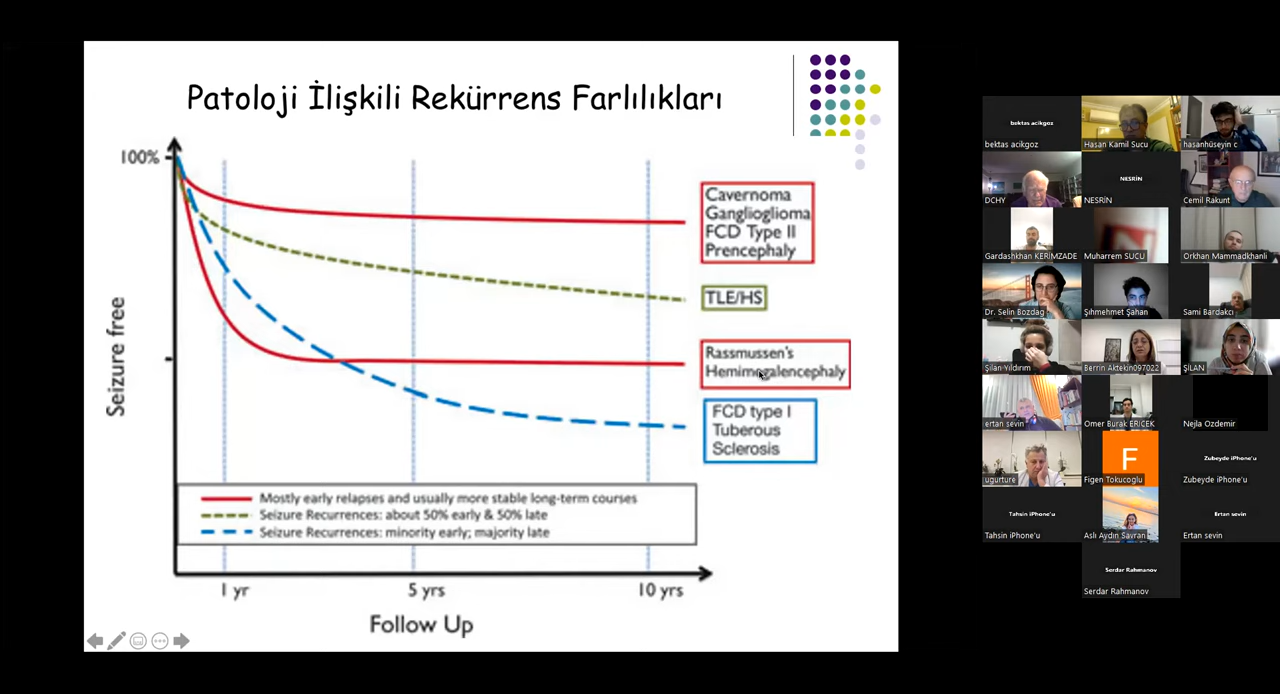 Patoloji İlişkili Rekürrens Farlılıkları
100%
Seizure free
Cavernoma
Ganglioglioma
FCD Type II
Prencephaly
TLE/HS
Rassmussen's
Hemimegalencephaly
FCD type I
Tuberous
Sclerosis
Mostly early relapses and usually more stable long-term courses
Seizure Recurrences: about 50% early & 50% late
Seizure Recurrences: minority early; majority late
1 yr
5 yrs
10 yrs
Follow Up
bektas acikgoz
bektas acikgoz
Hasan Kamil Sucu
hasanhüseyin c
DCHY
NESRİN
NESRİN
Cemil Rakunt
Gardashkhan KERIMZADE
Muharrem SUCU
Orkhan Mammadkhanli
Dr. Selin Bozdag
Şıhmehmet Şahan
Sami Bardakcı
Şilan Yıldırım
Berrin Aktekin097022
ŞİLAN
ertan sevin
Omer Burak ERICEK
Nejla Ozdemir
ugurture
F
Figen Tokucoglu
Zubeyde iPhone'u
Zubeyde iPhone'u
Tahsin iPhone'u
Tahsin iPhone'u
Aslı Aydın Savran
Ertan sevin
Ertan sevin
Serdar Rahmanov
Serdar Rahmanov